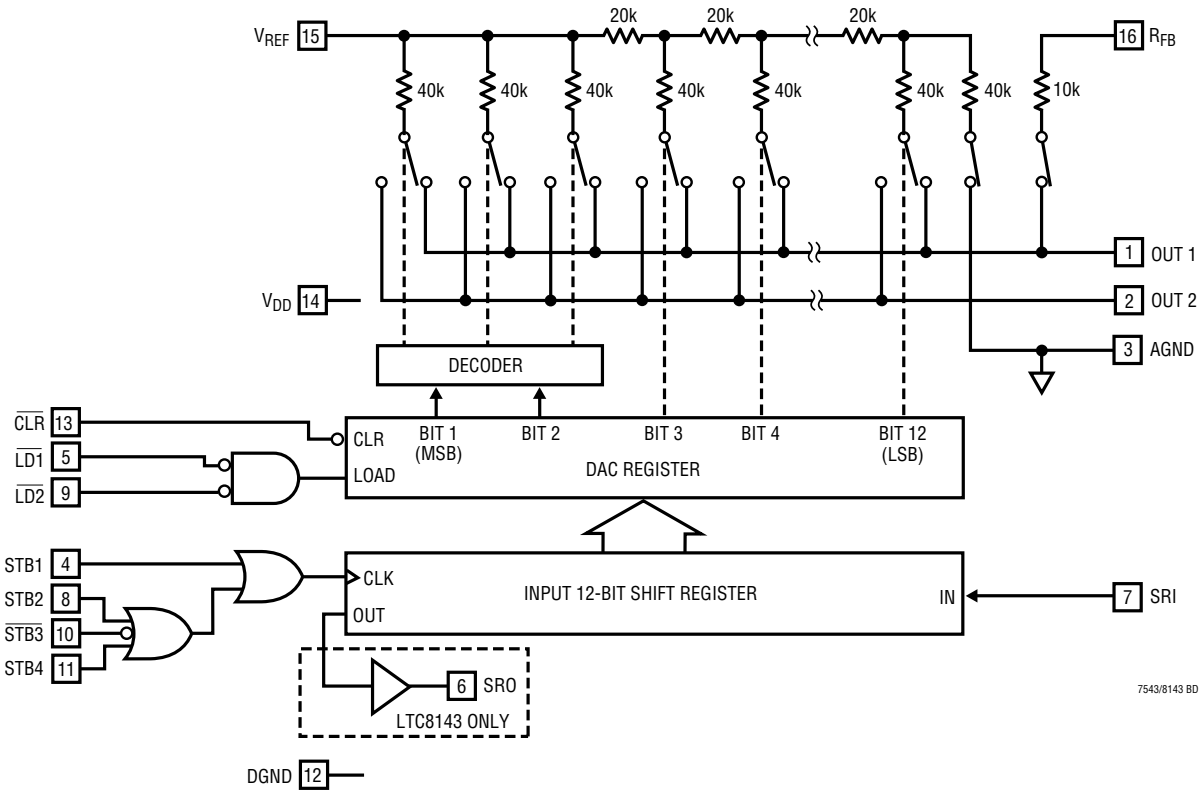 20k 20k 20k
VREF 15 16 RFB
40k 40k 40k 40k 40k 40k 40k 10k
1 OUT 1
VDD 14 2 OUT 2
3 AGND
DECODER
CLR 13
CLR BIT 1 BIT 2 BIT 3 BIT 4 BIT 12
(MSB) (LSB)
LD1 5
DAC REGISTER
LOAD
LD2 9
STB1 4
CLK
INPUT 12-BIT SHIFT REGISTER
STB2 8
IN 7 SRI
OUT
STB3 10
STB4 11
6 SRO
7543/8143 BD
LTC8143 ONLY
DGND 12